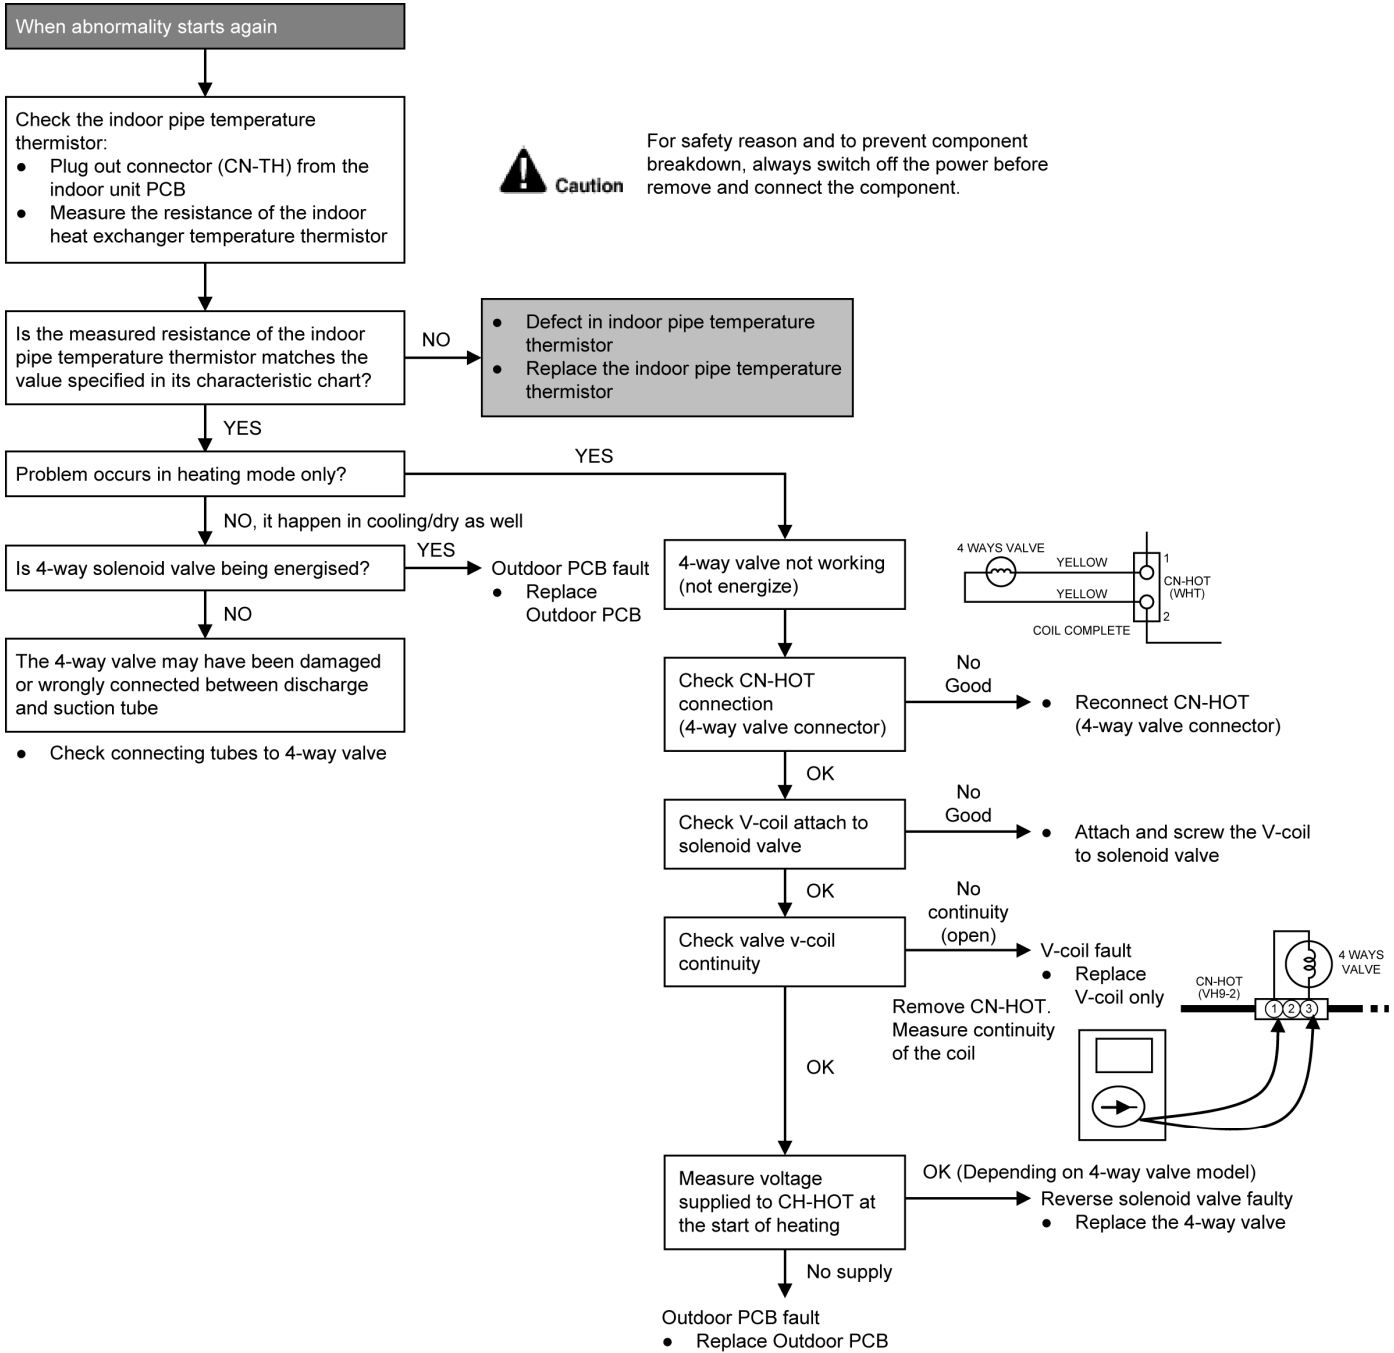 When abnormality starts again
Check the indoor pipe temperature
thermistor:
● Plug out connector (CN-TH) from the
indoor unit PCB
● Measure the resistance of the indoor
heat exchanger temperature thermistor
Caution
For safety reason and to prevent component
breakdown, always switch off the power before
remove and connect the component.
Is the measured resistance of the indoor
pipe temperature thermistor matches the
value specified in its characteristic chart?
NO
● Defect in indoor pipe temperature
thermistor
● Replace the indoor pipe temperature
thermistor
YES
Problem occurs in heating mode only?
YES
NO, it happen in cooling/dry as well
Is 4-way solenoid valve being energised?
YES
Outdoor PCB fault
● Replace
Outdoor PCB
NO
The 4-way valve may have been damaged
or wrongly connected between discharge
and suction tube
● Check connecting tubes to 4-way valve
4-way valve not working
(not energize)
4 WAYS VALVE
YELLOW
YELLOW
1
CN-HOT
(WHT)
2
COIL COMPLETE
Check CN-HOT
connection
(4-way valve connector)
No
Good
● Reconnect CN-HOT
(4-way valve connector)
OK
Check V-coil attach to
solenoid valve
No
Good
● Attach and screw the V-coil
to solenoid valve
OK
Check valve v-coil
continuity
No
continuity
(open)
V-coil fault
● Replace
V-coil only
Remove CN-HOT.
Measure continuity
of the coil
4 WAYS
VALVE
CN-HOT
(VH9-2)
1 2 3
OK
Measure voltage
supplied to CH-HOT at
the start of heating
OK (Depending on 4-way valve model)
Reverse solenoid valve faulty
● Replace the 4-way valve
No supply
Outdoor PCB fault
● Replace Outdoor PCB